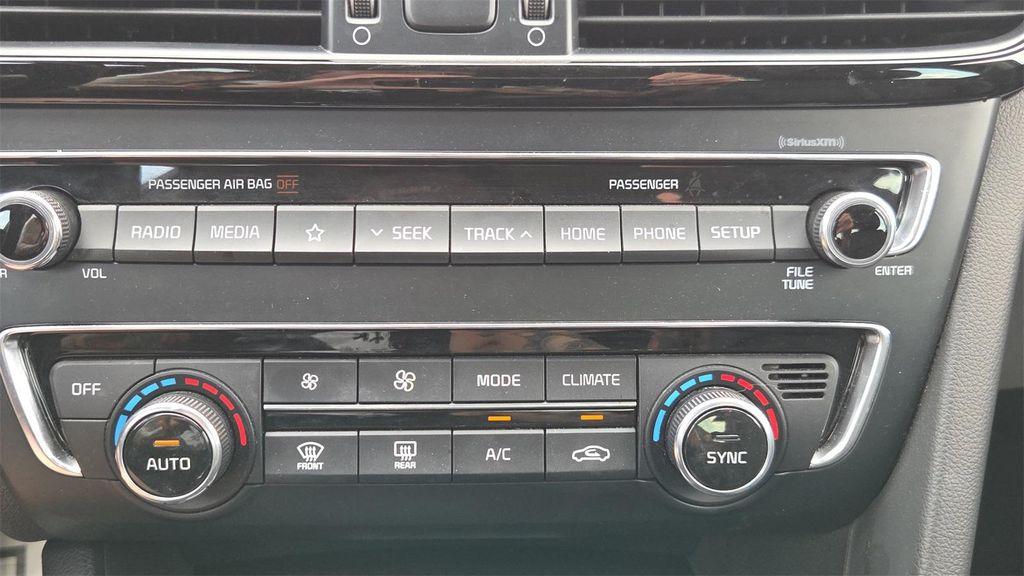 SiriusXM
PASSENGER AIR BAG OFF
PASSENGER
RADIO MEDIA SEEK TRACK HOME PHONE SETUP
R VOL FILE TUNE ENTER
OFF MODE CLIMATE
AUTO FRONT REAR A/C SYNC